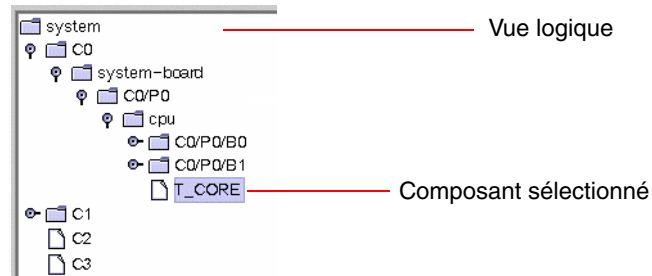 system
Vue logique
C0
system-board
C0/P0
cpu
C0/P0/B0
C0/P0/B1
T_CORE
Composant sélectionné
C1
C2
C3